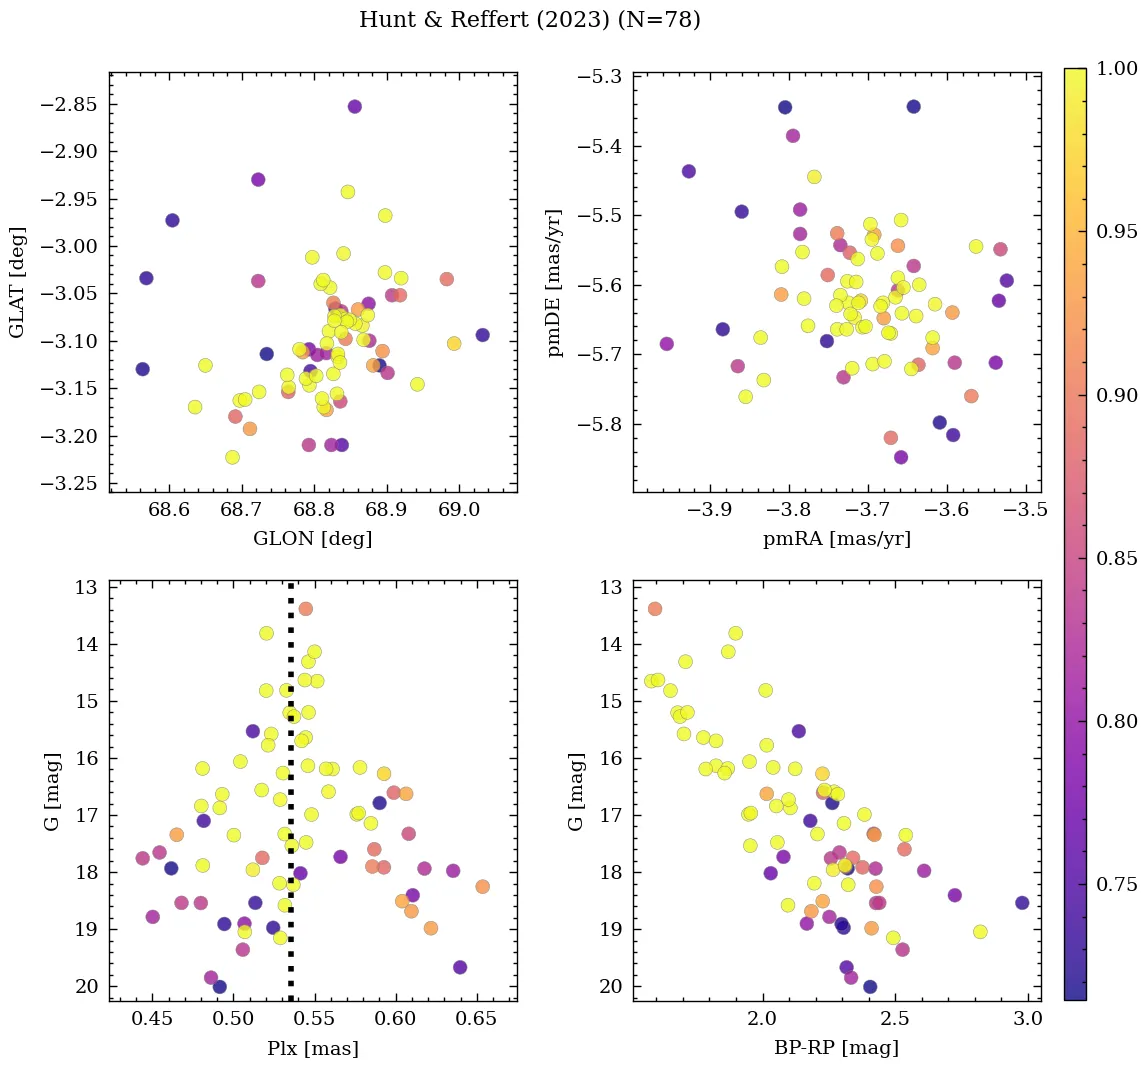 Hunt & Reffert (2023) (N=78)
−2.85
−2.90
−2.95
−3.00
−3.05
−3.10
−3.15
−3.20
−3.25
GLAT [deg]
68.6 68.7 68.8 68.9 69.0
GLON [deg]
−5.3
−5.4
−5.5
−5.6
−5.7
−5.8
pmDE [mas/yr]
−3.9 −3.8 −3.7 −3.6 −3.5
pmRA [mas/yr]
13
14
15
16
17
18
19
20
G [mag]
0.45 0.50 0.55 0.60 0.65
Plx [mas]
13
14
15
16
17
18
19
20
G [mag]
2.0 2.5 3.0
BP-RP [mag]
1.00
0.95
0.90
0.85
0.80
0.75